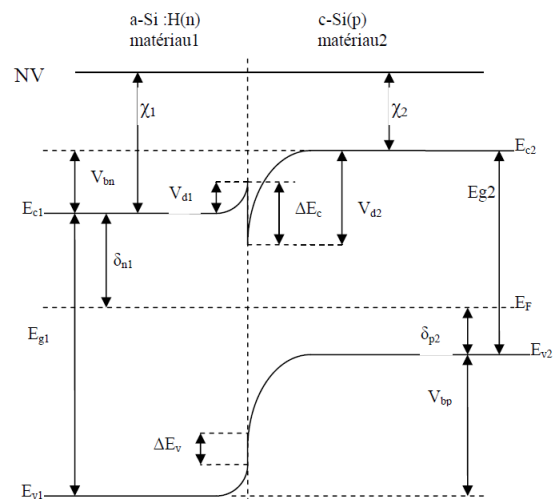 a-Si :H(n) c-Si(p)
matériau1 matériau2
NV
χ1 χ2
Ec2
Vbn Vd1 ΔEc Vd2 Eg2
Ec1
δn1
EF
Eg1 δp2
Ev2
Vbp
ΔEv
Ev1